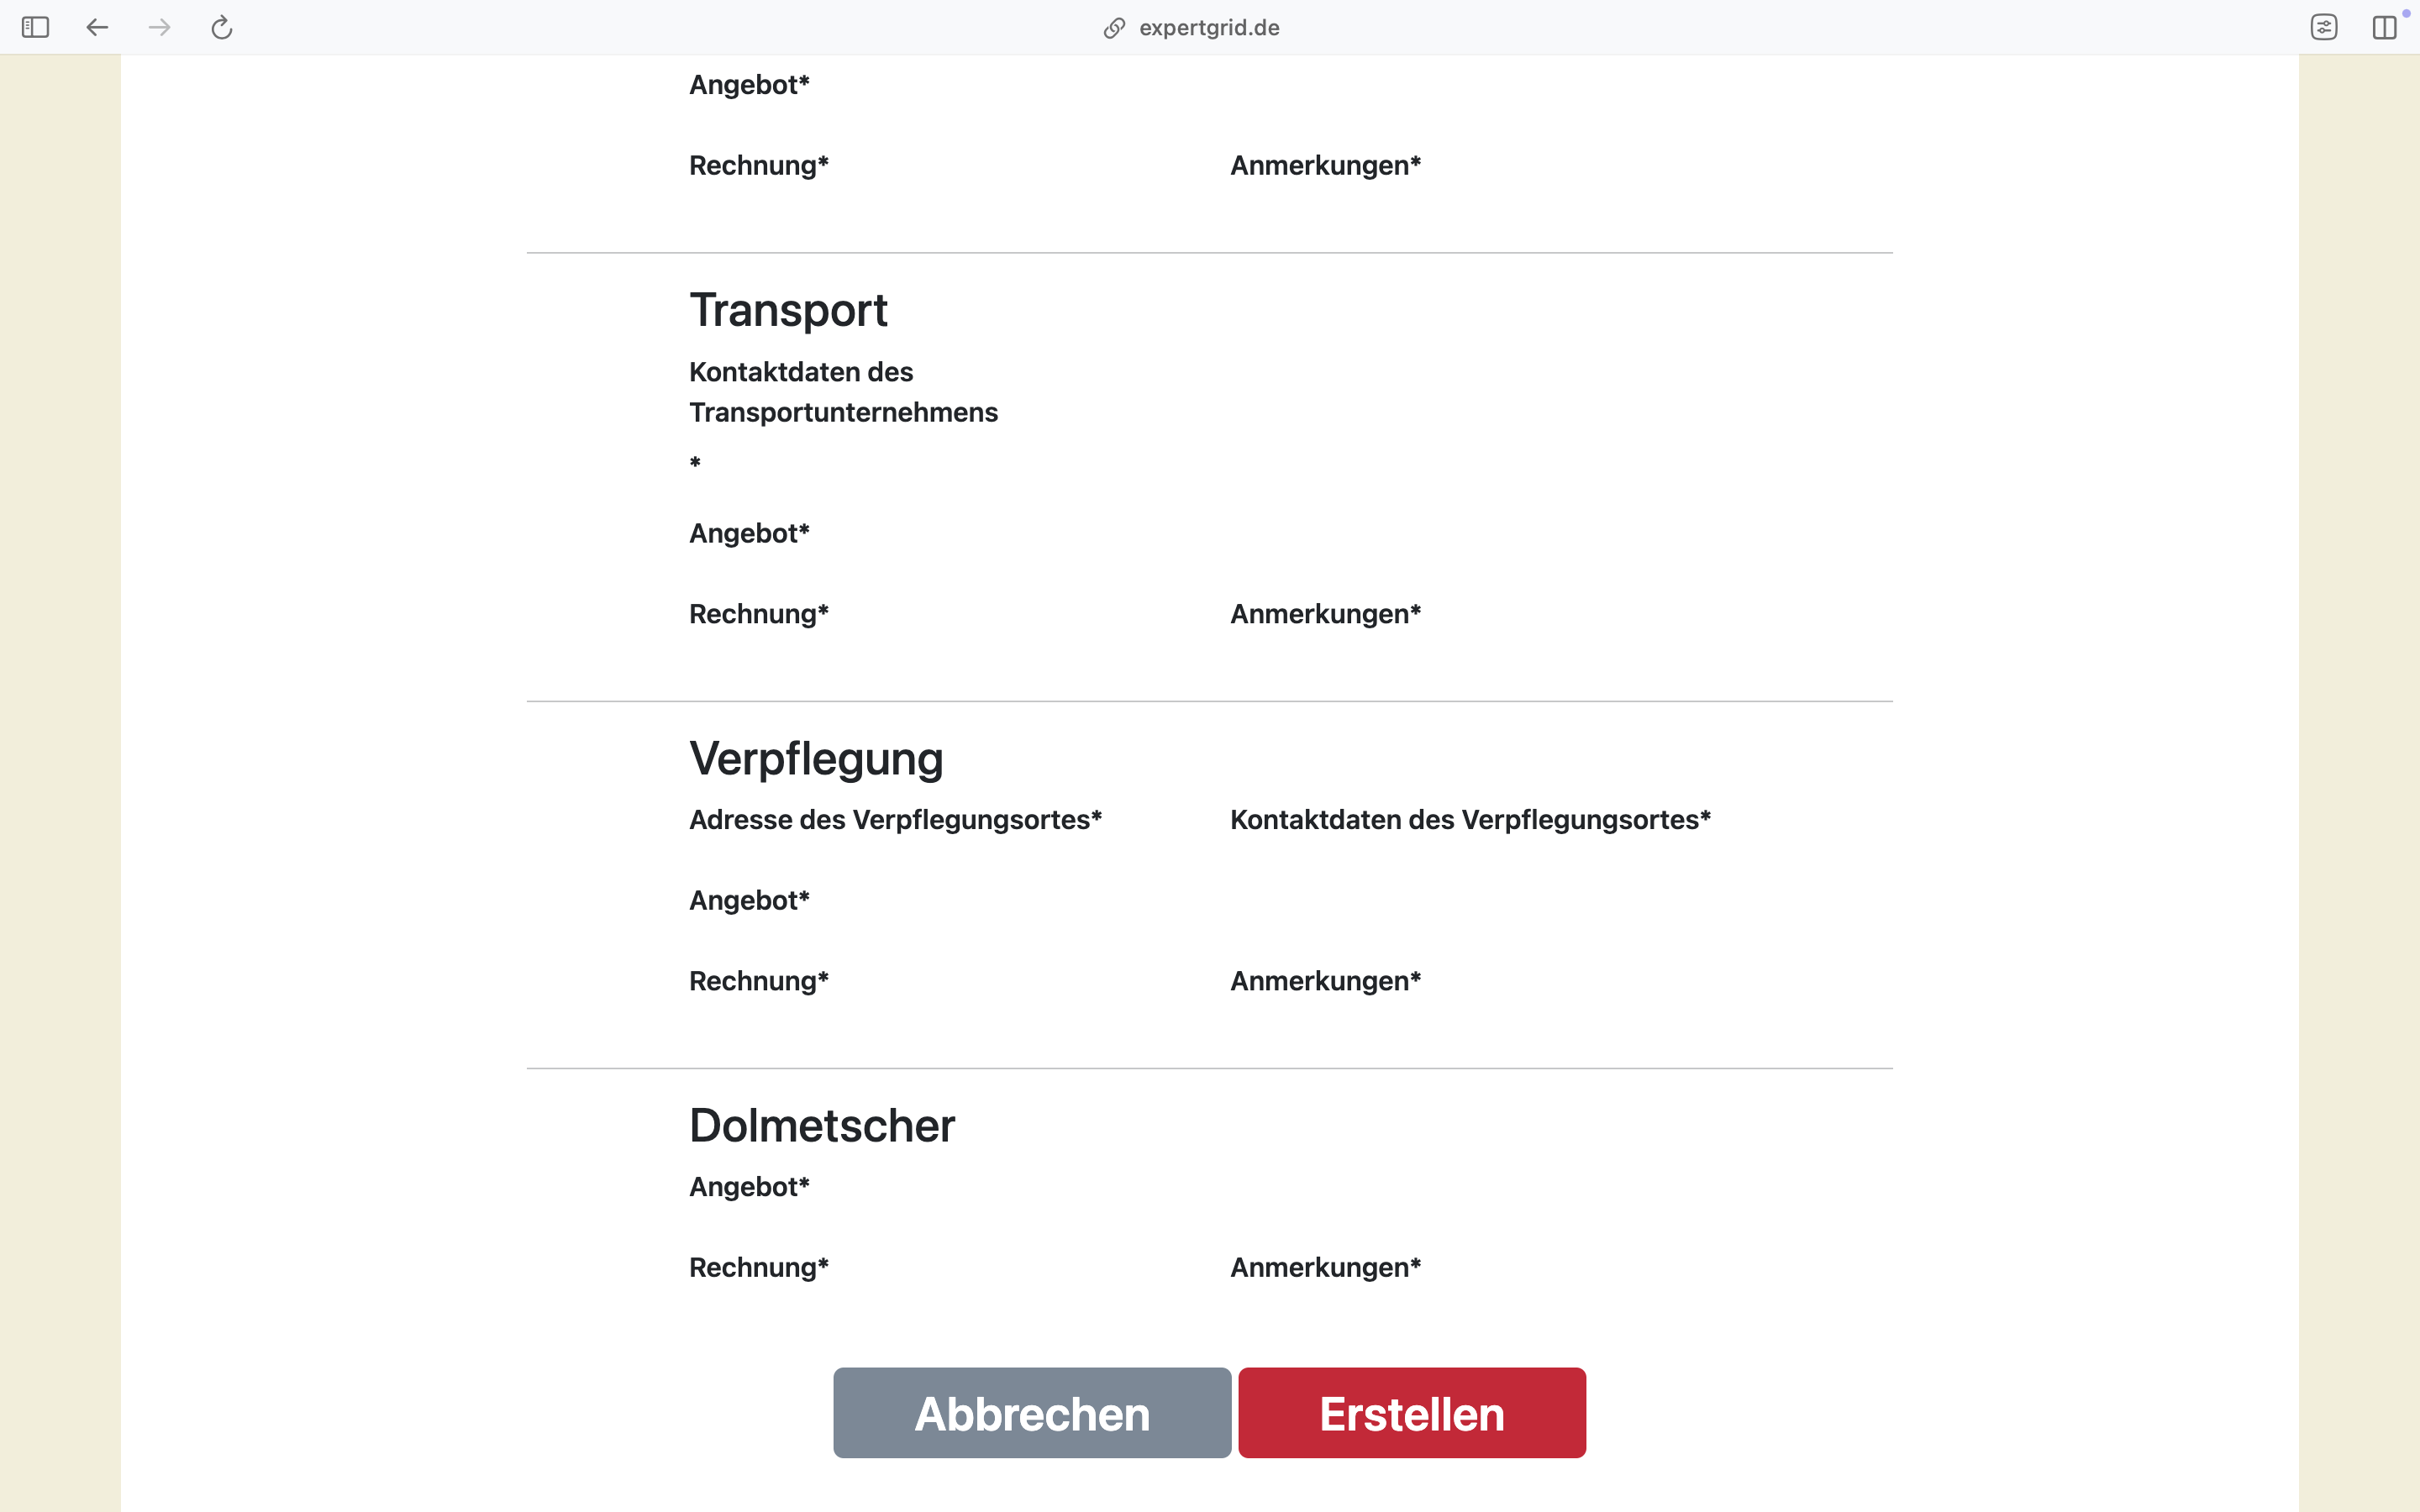 expertgrid.de
Angebot*
Rechnung* Anmerkungen*
Transport
Kontaktdaten des
Transportunternehmens
*
Angebot*
Rechnung* Anmerkungen*
Verpflegung
Adresse des Verpflegungsortes* Kontaktdaten des Verpflegungsortes*
Angebot*
Rechnung* Anmerkungen*
Dolmetscher
Angebot*
Rechnung* Anmerkungen*
Abbrechen Erstellen